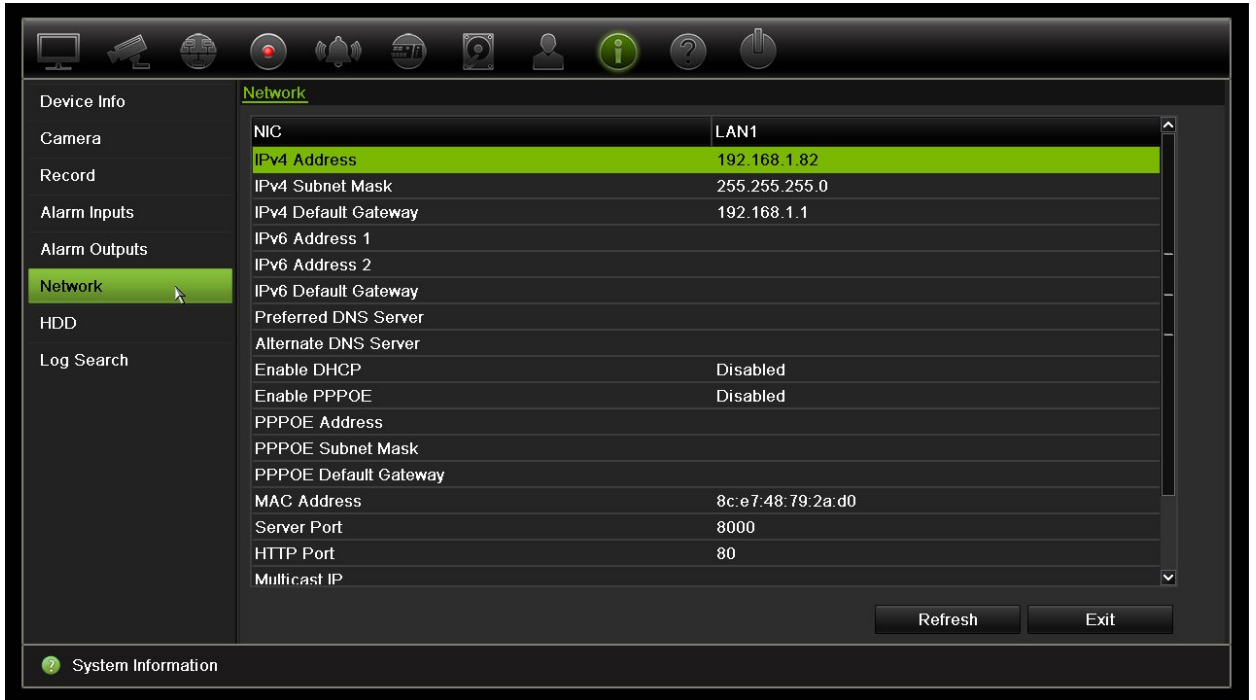 Device Info
Camera
Record
Alarm Inputs
Alarm Outputs
Network
HDD
Log Search
Network
NIC LAN1
IPv4 Address 192.168.1.82
IPv4 Subnet Mask 255.255.255.0
IPv4 Default Gateway 192.168.1.1
IPv6 Address 1
IPv6 Address 2
IPv6 Default Gateway
Preferred DNS Server
Alternate DNS Server
Enable DHCP Disabled
Enable PPPOE Disabled
PPPOE Address
PPPOE Subnet Mask
PPPOE Default Gateway
MAC Address 8c:e7:48:79:2a:d0
Server Port 8000
HTTP Port 80
Multicast IP
Refresh Exit
System Information